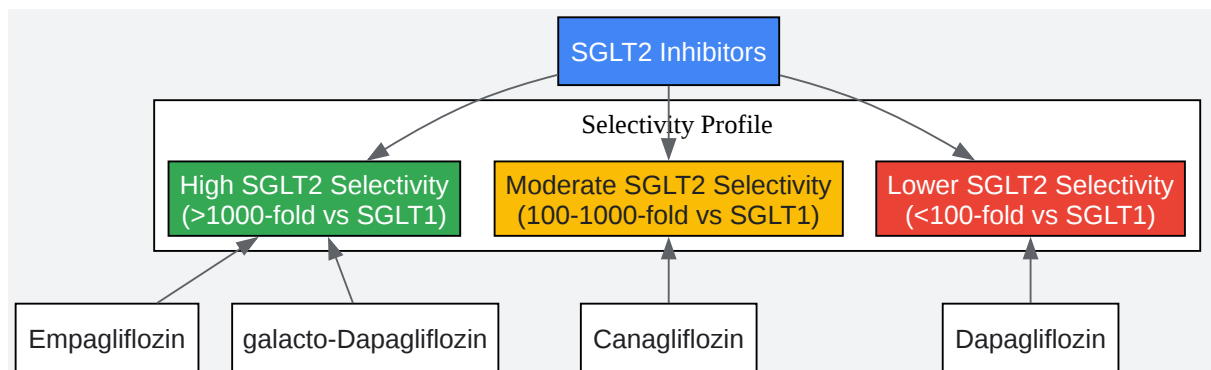 SGLT2 Inhibitors
Selectivity Profile
High SGLT2 Selectivity
(>1000-fold vs SGLT1)
Moderate SGLT2 Selectivity
(100-1000-fold vs SGLT1)
Lower SGLT2 Selectivity
(<100-fold vs SGLT1)
Empagliflozin
galacto-Dapagliflozin
Canagliflozin
Dapagliflozin